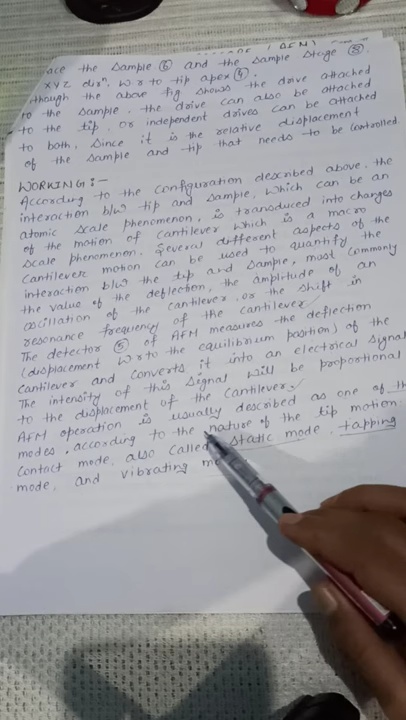 (AFM)
ace the sample ⑥ and the sample stage ⑧
xyz dirⁿ. w r to tip apex ④.
though the above fig shows the drive attached
to the sample, the drive can also be attached
to the tip, or independent drives can be attached
to both, since it is the relative displacement
of the sample and tip that needs to be controlled.
WORKING :-
According to the configuration described above, the
interaction b/w tip and sample, which can be an
atomic scale phenomenon, is transduced into changes
of the motion of cantilever which is a macro
scale phenomenon. Several different aspects of the
cantilever motion can be used to quantify the
interaction b/w the tip and sample, most commonly
the value of the deflection, the amplitude of an
oscillation of the cantilever, or the shift in
resonance frequency of the cantilever
The detector ⑤ of AFM measures the deflection
(displacement w r to the equilibrium position) of the
cantilever and converts it into an electrical signal
The intensity of this signal will be proportional
to the displacement of the cantilever
AFM operation is usually described as one of th
modes, according to the nature of the tip motion:
Contact mode, also called static mode, tapping
mode, and vibrating mo